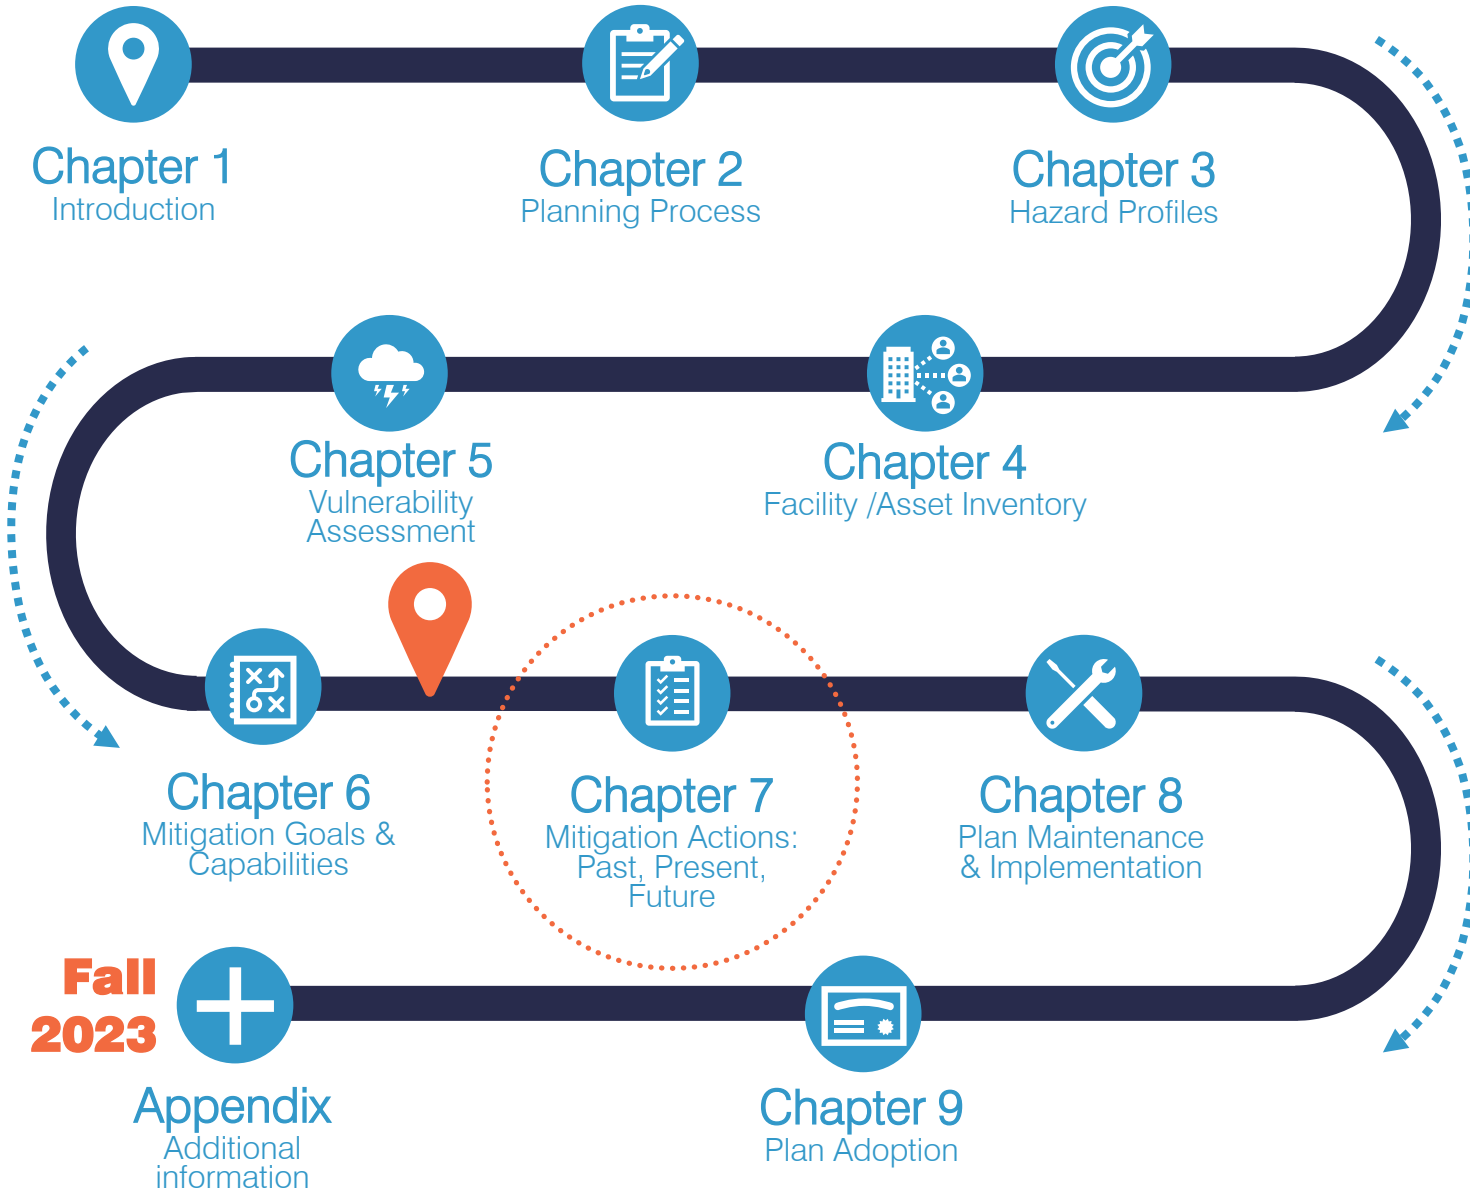 Chapter 1
Introduction
Chapter 2
Planning Process
Chapter 3
Hazard Profiles
Chapter 4
Facility /Asset Inventory
Chapter 5
Vulnerability
Assessment
Chapter 6
Mitigation Goals &
Capabilities
Chapter 7
Mitigation Actions:
Past, Present,
Future
Chapter 8
Plan Maintenance
& Implementation
Chapter 9
Plan Adoption
Appendix
Additional
information
Fall
2023